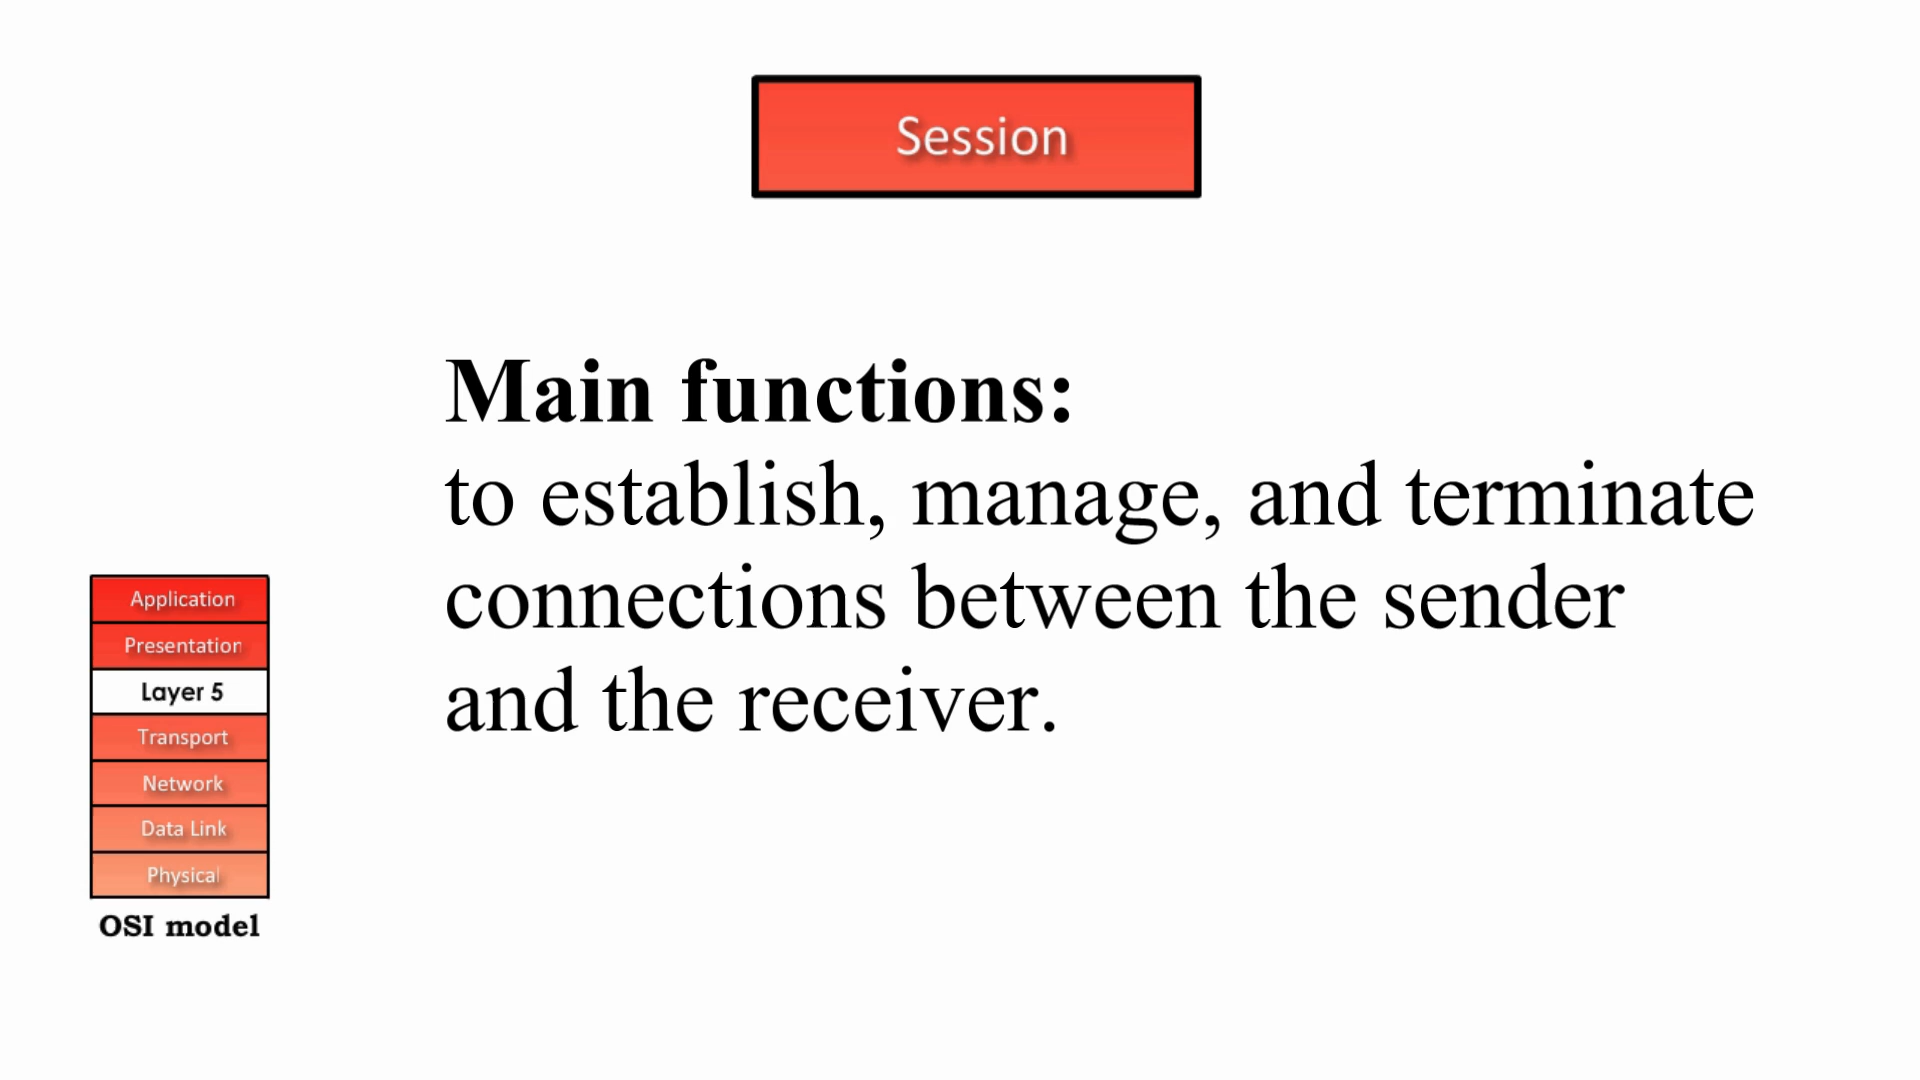 Session
Main functions:
to establish, manage, and terminate
connections between the sender
and the receiver.
Application
Presentation
Layer 5
Transport
Network
Data Link
Physical
OSI model